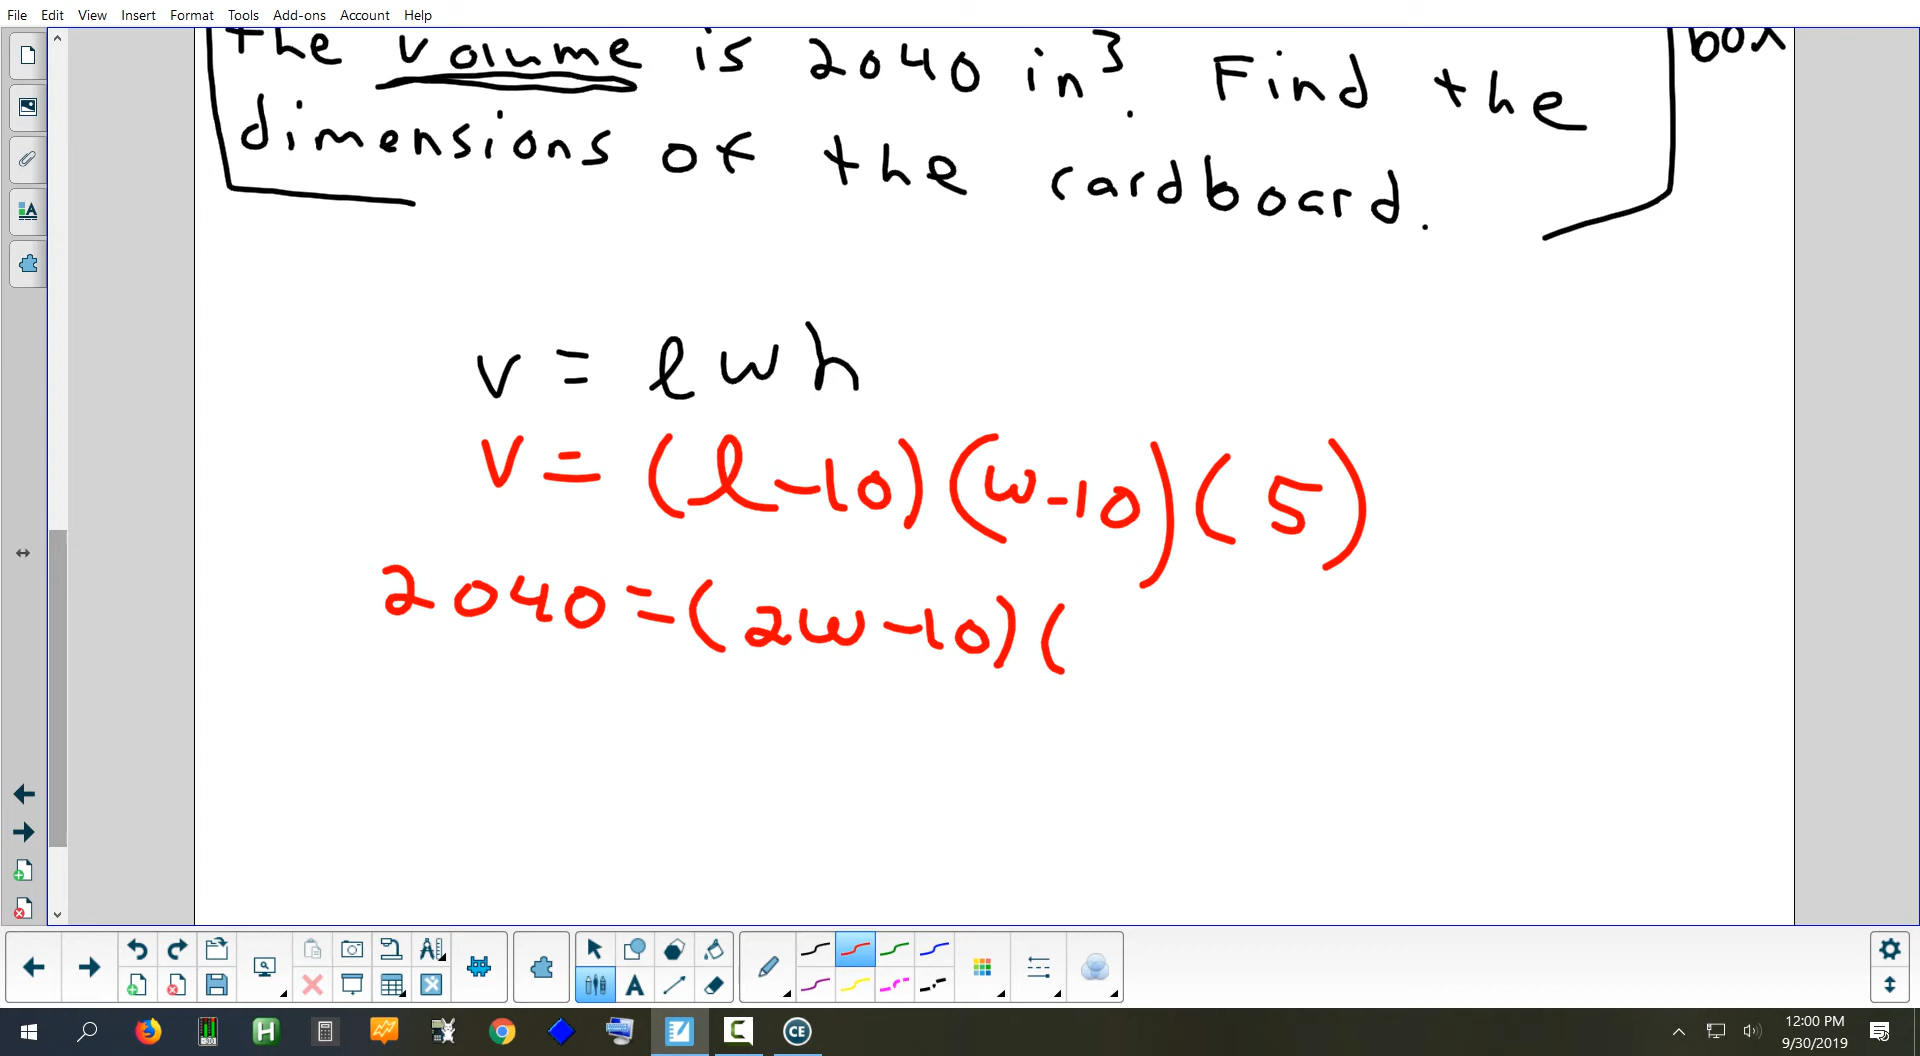 File Edit View Insert Format Tools Add-ons Account Help
the volume is 2040 in³. Find the
box
dimensions of the cardboard.
v = l w h
v = (l-10)(w-10)(5)
2040 = (2w-10)(
12:00 PM
9/30/2019